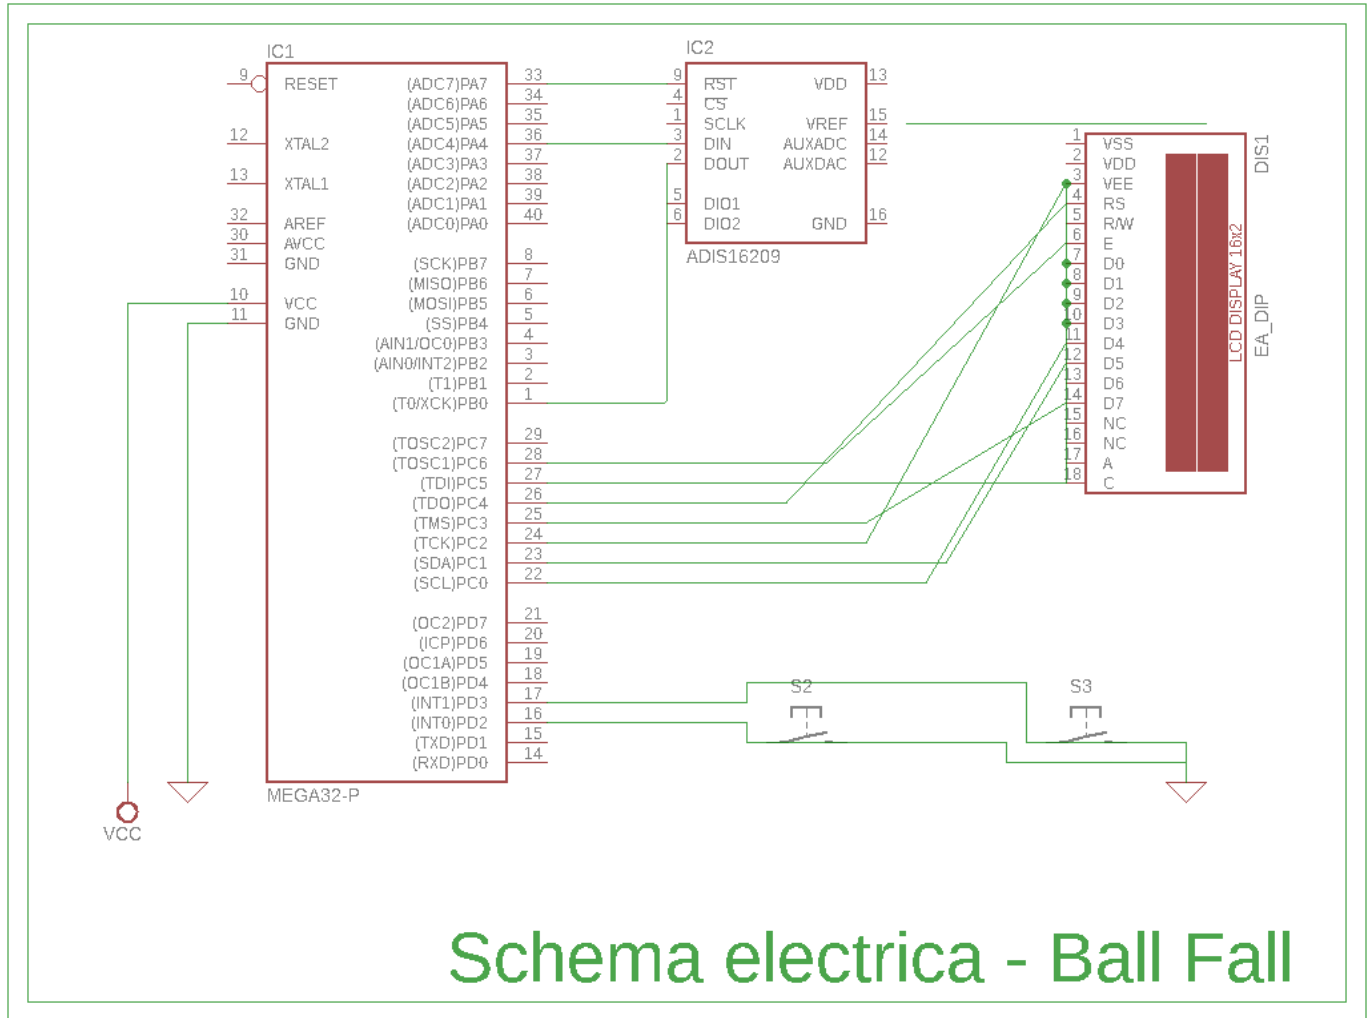 IC1
9 RESET (ADC7)PA7 33
(ADC6)PA6 34
(ADC5)PA5 35
12 XTAL2 (ADC4)PA4 36
(ADC3)PA3 37
13 XTAL1 (ADC2)PA2 38
(ADC1)PA1 39
32 AREF (ADC0)PA0 40
30 AVCC
31 GND (SCK)PB7 8
(MISO)PB6 7
10 VCC (MOSI)PB5 6
11 GND (SS)PB4 5
(AIN1/OC0)PB3 4
(AIN0/INT2)PB2 3
(T1)PB1 2
(T0/XCK)PB0 1
(TOSC2)PC7 29
(TOSC1)PC6 28
(TDI)PC5 27
(TDO)PC4 26
(TMS)PC3 25
(TCK)PC2 24
(SDA)PC1 23
(SCL)PC0 22
(OC2)PD7 21
(ICP)PD6 20
(OC1A)PD5 19
(OC1B)PD4 18
(INT1)PD3 17
(INT0)PD2 16
(TXD)PD1 15
(RXD)PD0 14
MEGA32-P
VCC
IC2
9 RST VDD 13
4 CS
1 SCLK VREF 15
3 DIN AUXADC 14
2 DOUT AUXDAC 12
5 DIO1
6 DIO2 GND 16
ADIS16209
1 VSS
2 VDD
3 VEE
4 RS
5 R/W
6 E
7 D0
8 D1
9 D2
10 D3
11 D4
12 D5
13 D6
14 D7
15 NC
16 NC
17 A
18 C
LCD DISPLAY 16x2
DIS1
EA_DIP
S2
S3
Schema electrica - Ball Fall